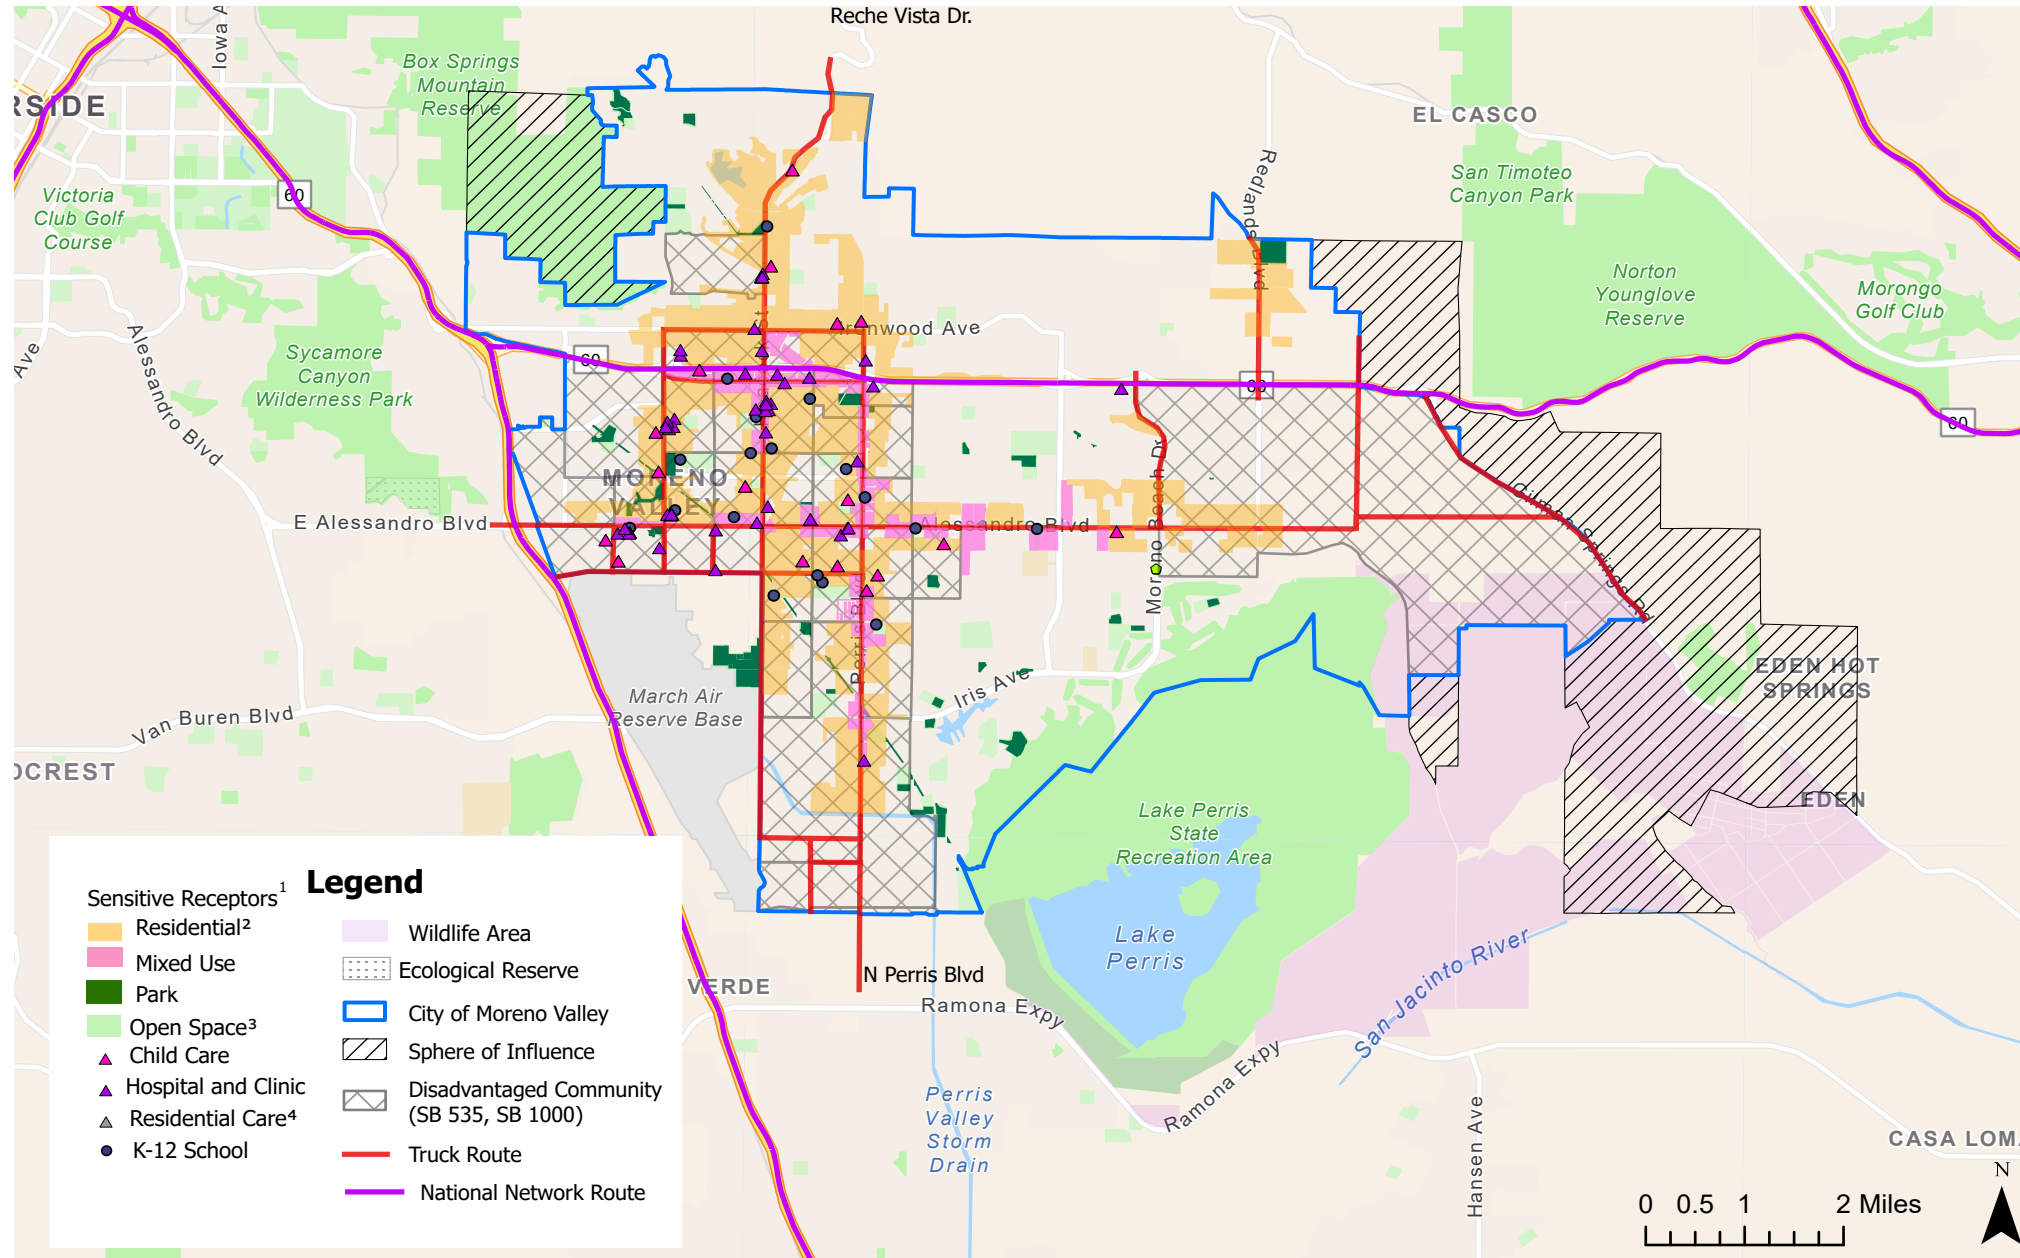 Reche Vista Dr.
Iowa A
Box Springs
Mountain
Reserve
RSIDE
EL CASCO
60
Redlands Blvd
San Timoteo
Canyon Park
Victoria
Club Golf
Course
Norton
Younglove
Reserve
Morongo
Golf Club
Ave
Alessandro Blvd
Sycamore
Canyon
Wilderness Park
60
St
nwood Ave
60
60
MORENO
VALLEY
E Alessandro Blvd
Alessandro Blvd
Moreno Beach Dr
Gilman Springs Rd
Perris Blvd
March Air
Reserve Base
Iris Ave
EDEN HOT
SPRINGS
Van Buren Blvd
OCREST
EDEN
Lake Perris
State
Recreation Area
Lake
Perris
San Jacinto River
VERDE
N Perris Blvd
Ramona Expy
Ramona Expy
Perris
Valley
Storm
Drain
Hansen Ave
CASA LOMA
Legend
Sensitive Receptors¹
Residential²
Mixed Use
Park
Open Space³
Child Care
Hospital and Clinic
Residential Care⁴
K-12 School
Wildlife Area
Ecological Reserve
City of Moreno Valley
Sphere of Influence
Disadvantaged Community
(SB 535, SB 1000)
Truck Route
National Network Route
N
0 0.5 1 2 Miles